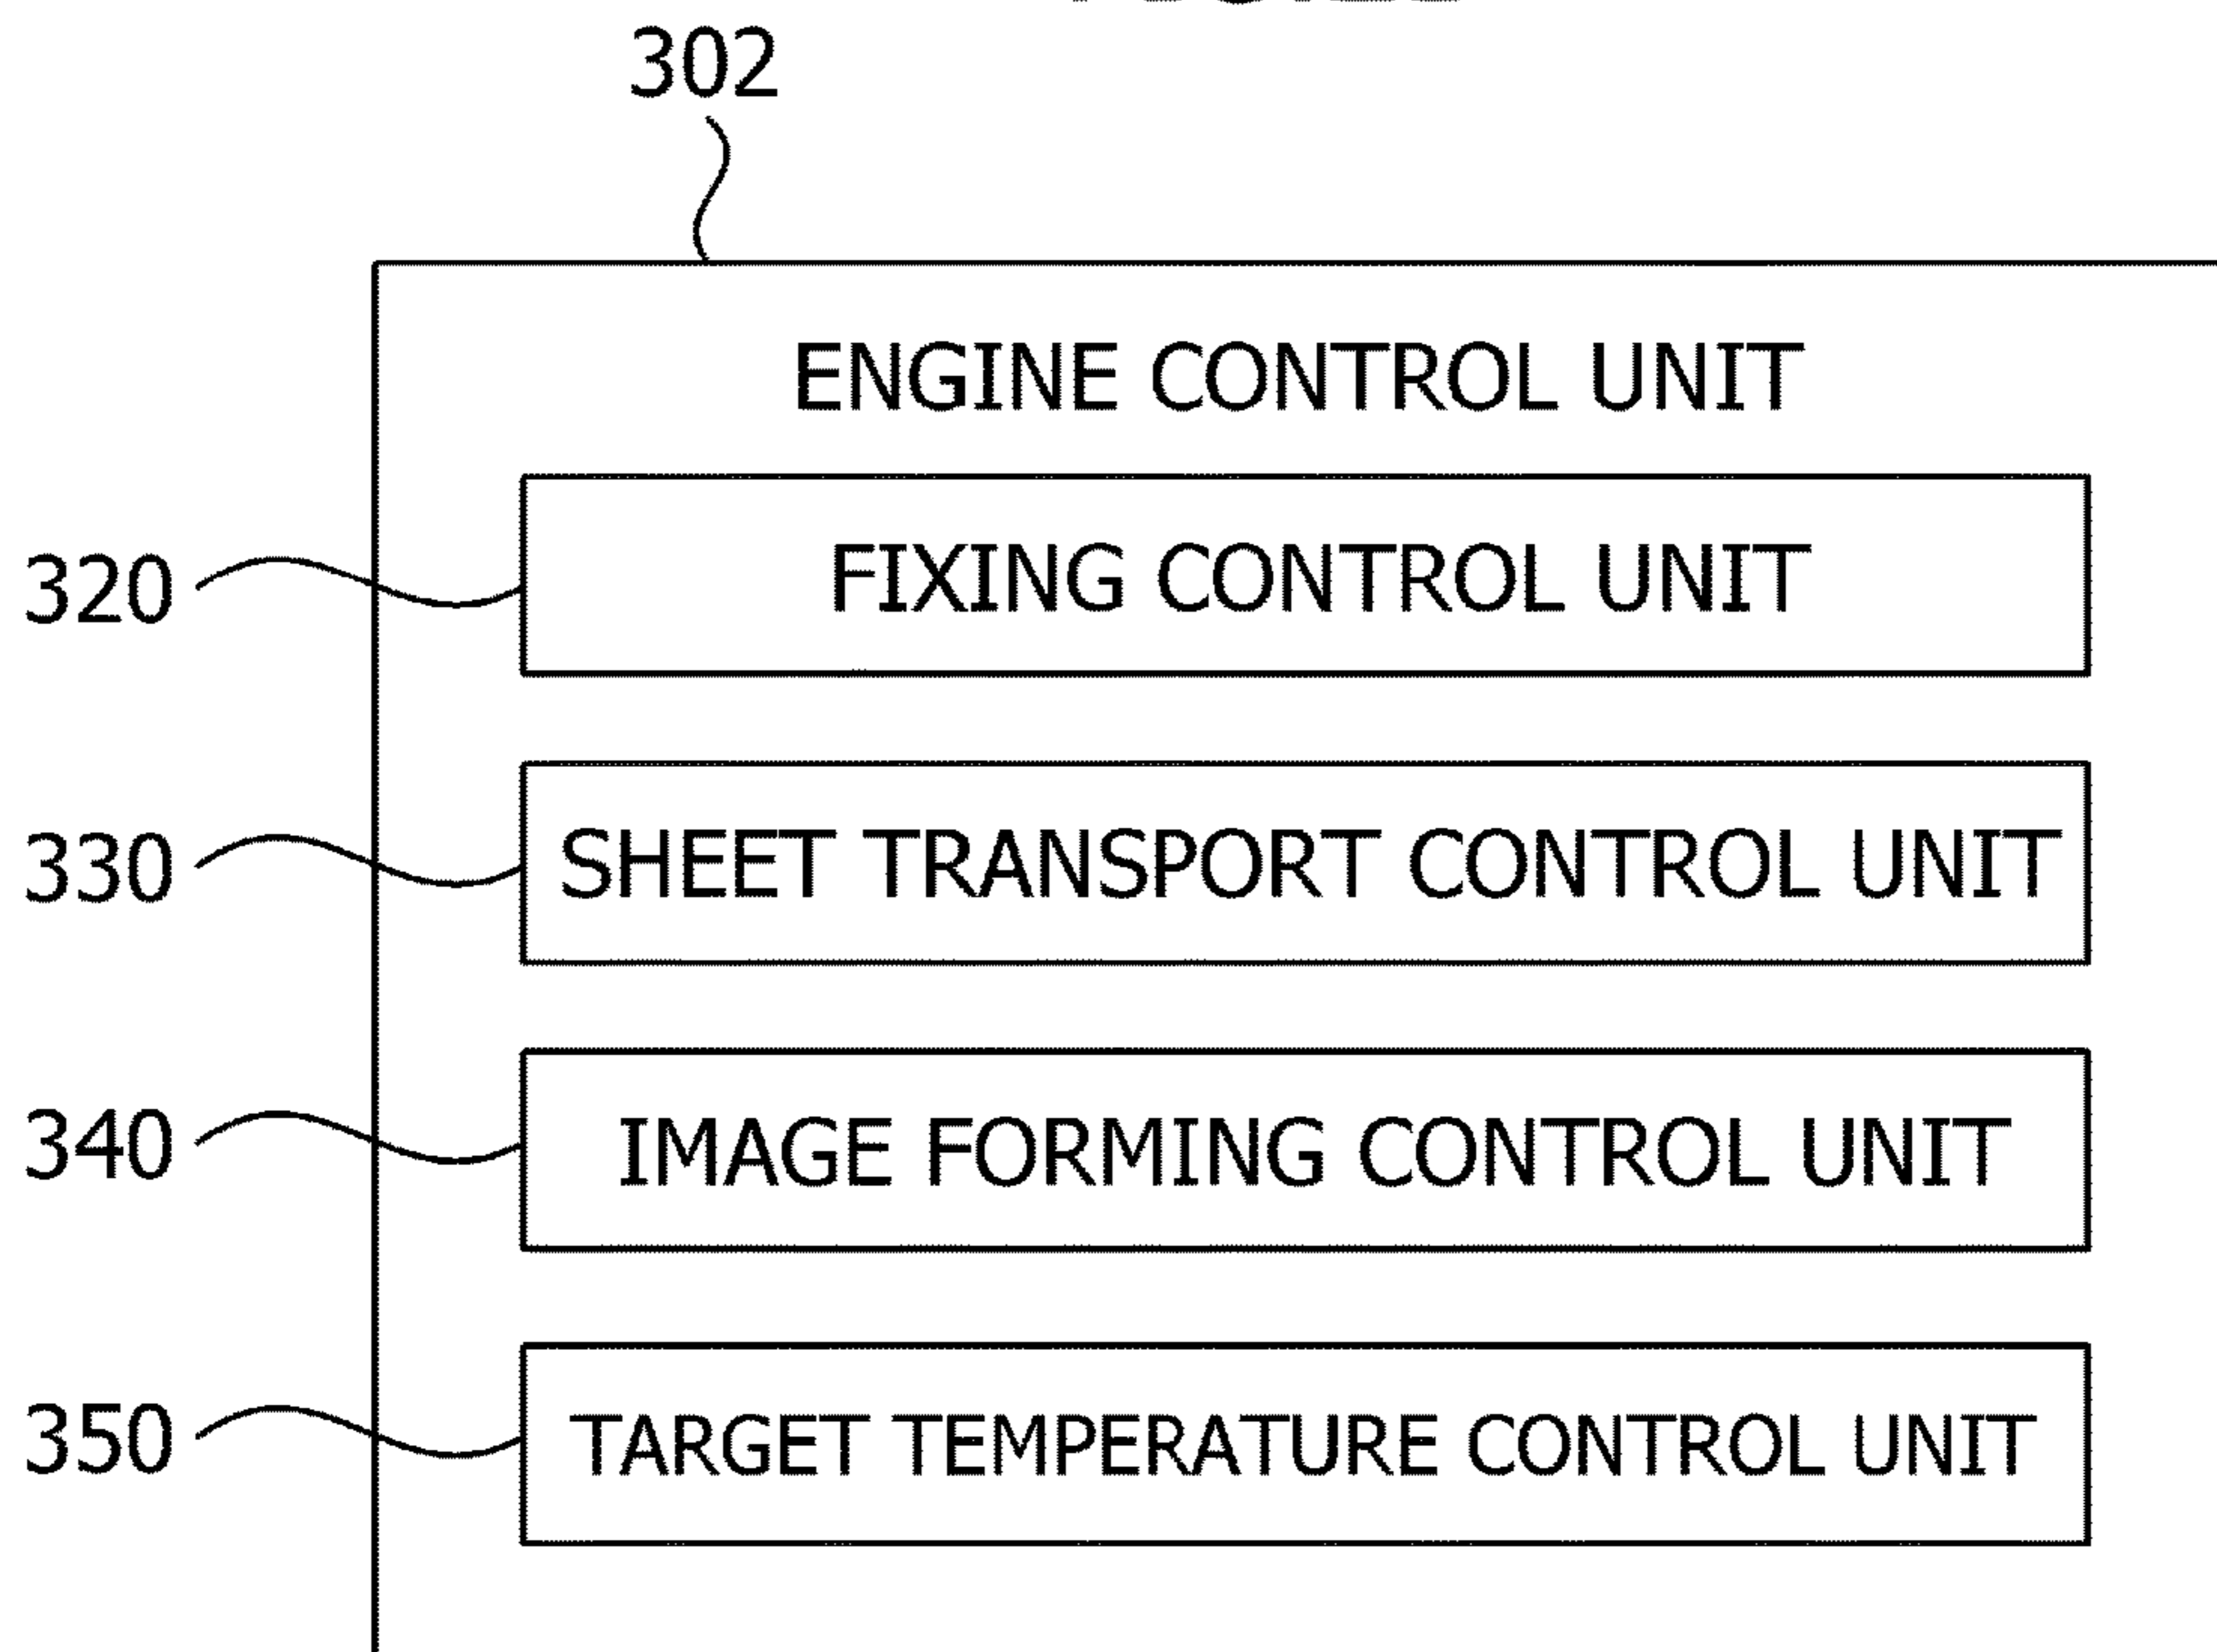 302
ENGINE CONTROL UNIT
320 FIXING CONTROL UNIT
330 SHEET TRANSPORT CONTROL UNIT
340 IMAGE FORMING CONTROL UNIT
350 TARGET TEMPERATURE CONTROL UNIT